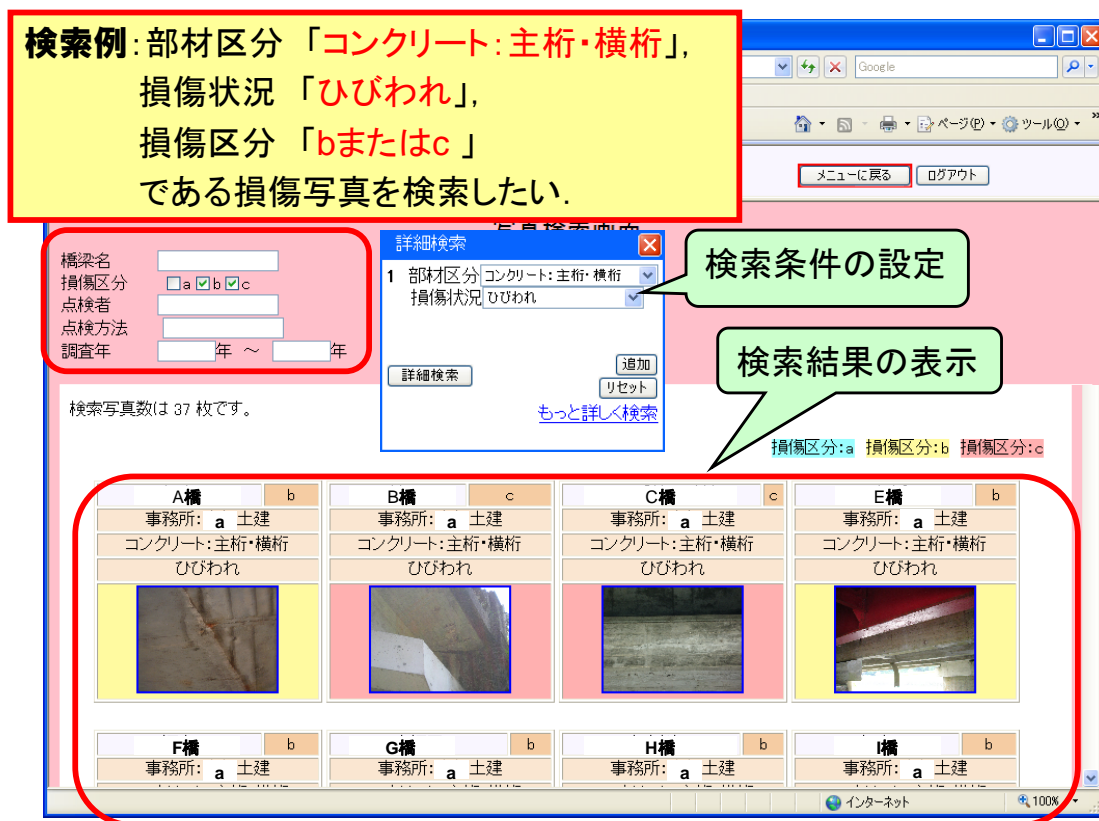 検索例：部材区分 「コンクリート：主桁・横桁」,
損傷状況 「ひびわれ」,
損傷区分 「bまたはc 」
である損傷写真を検索したい.
Google
ページ(P) ツール(O) »
メニューに戻る ログアウト
写真検索画面
橋梁名
損傷区分 a b c
点検者
点検方法
調査年 年 ～ 年
詳細検索
1 部材区分 コンクリート：主桁・横桁
損傷状況 ひびわれ
追加
詳細検索
リセット
もっと詳しく検索
検索条件の設定
検索結果の表示
検索写真数は 37 枚です。
損傷区分:a 損傷区分:b 損傷区分:c
A橋 b B橋 c C橋 c E橋 b
事務所： a 土建 事務所： a 土建 事務所： a 土建 事務所： a 土建
コンクリート：主桁・横桁 コンクリート：主桁・横桁 コンクリート：主桁・横桁 コンクリート：主桁・横桁
ひびわれ ひびわれ ひびわれ ひびわれ
F橋 b G橋 b H橋 b I橋 b
事務所： a 土建 事務所： a 土建 事務所： a 土建 事務所： a 土建
インターネット 100%